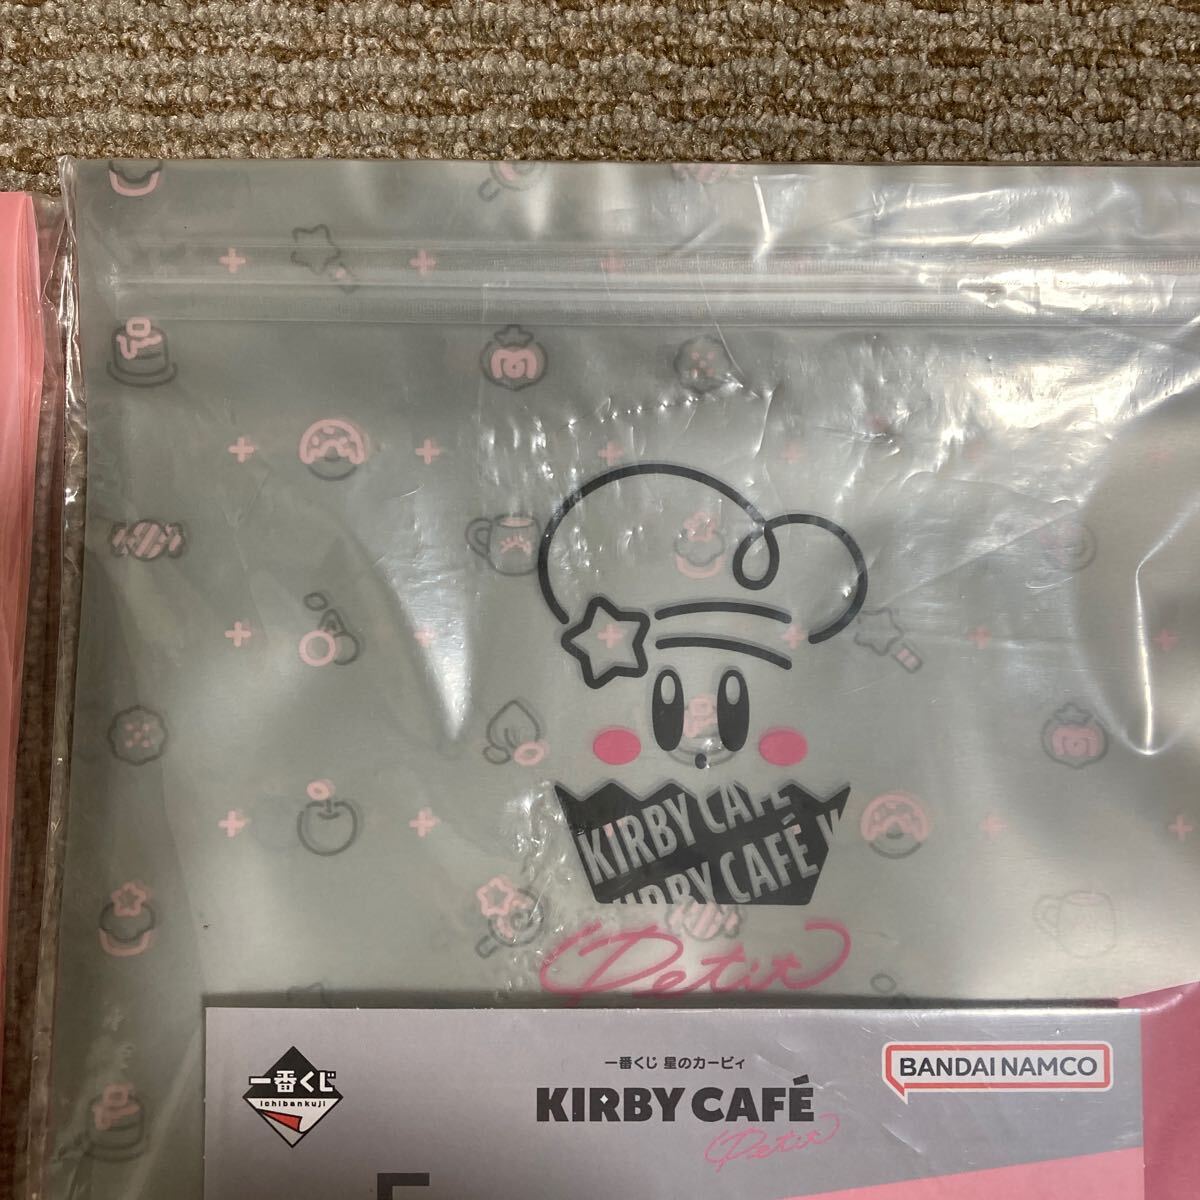 KIRBY CAFÉ
KIRBY CAFÉ
Petit
一番くじ
ichibankuji
一番くじ 星のカービィ
KIRBY CAFÉ
Petit
BANDAI NAMCO